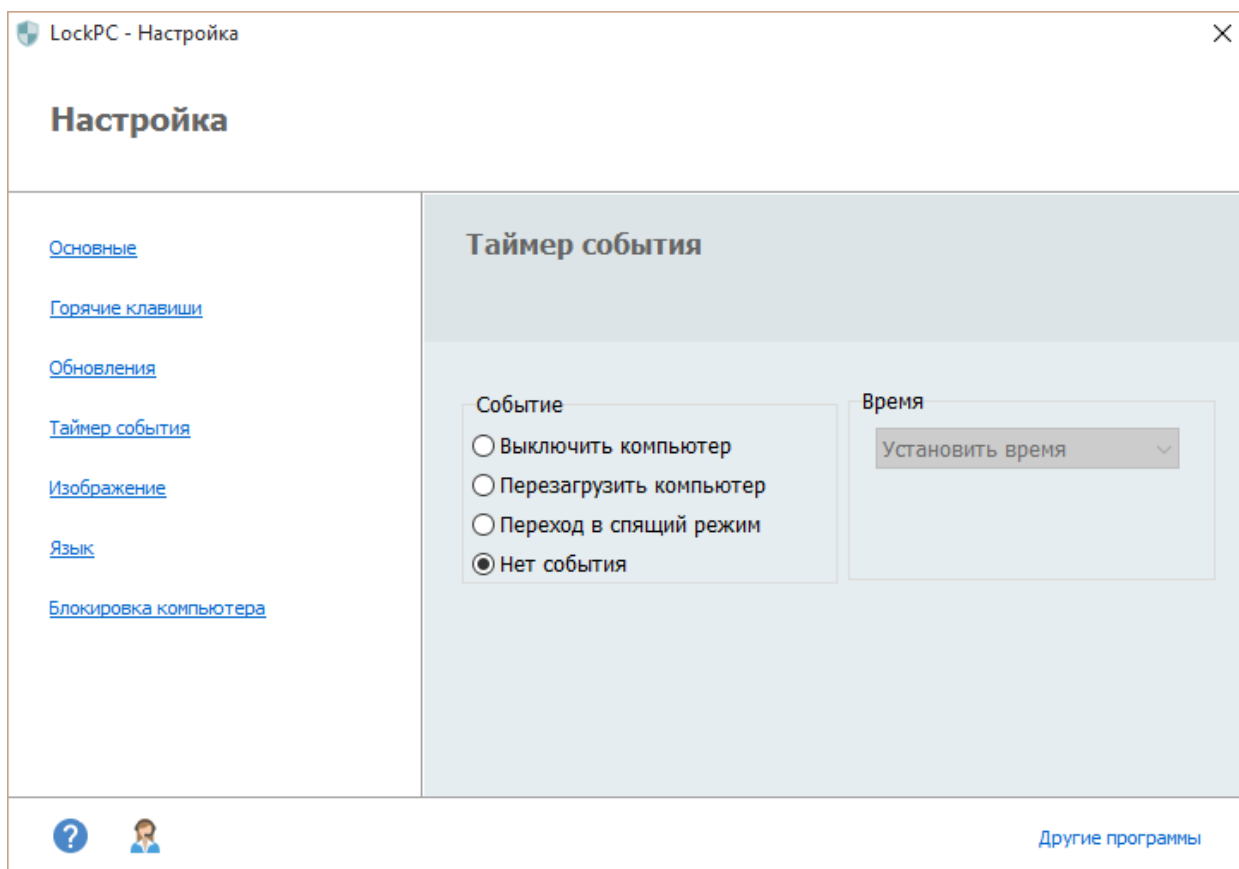 LockPC - Настройка
Настройка
Основные
Горячие клавиши
Обновления
Таймер события
Изображение
Язык
Блокировка компьютера
Таймер события
Событие
Выключить компьютер
Перезагрузить компьютер
Переход в спящий режим
Нет события
Время
Установить время
?
Другие программы